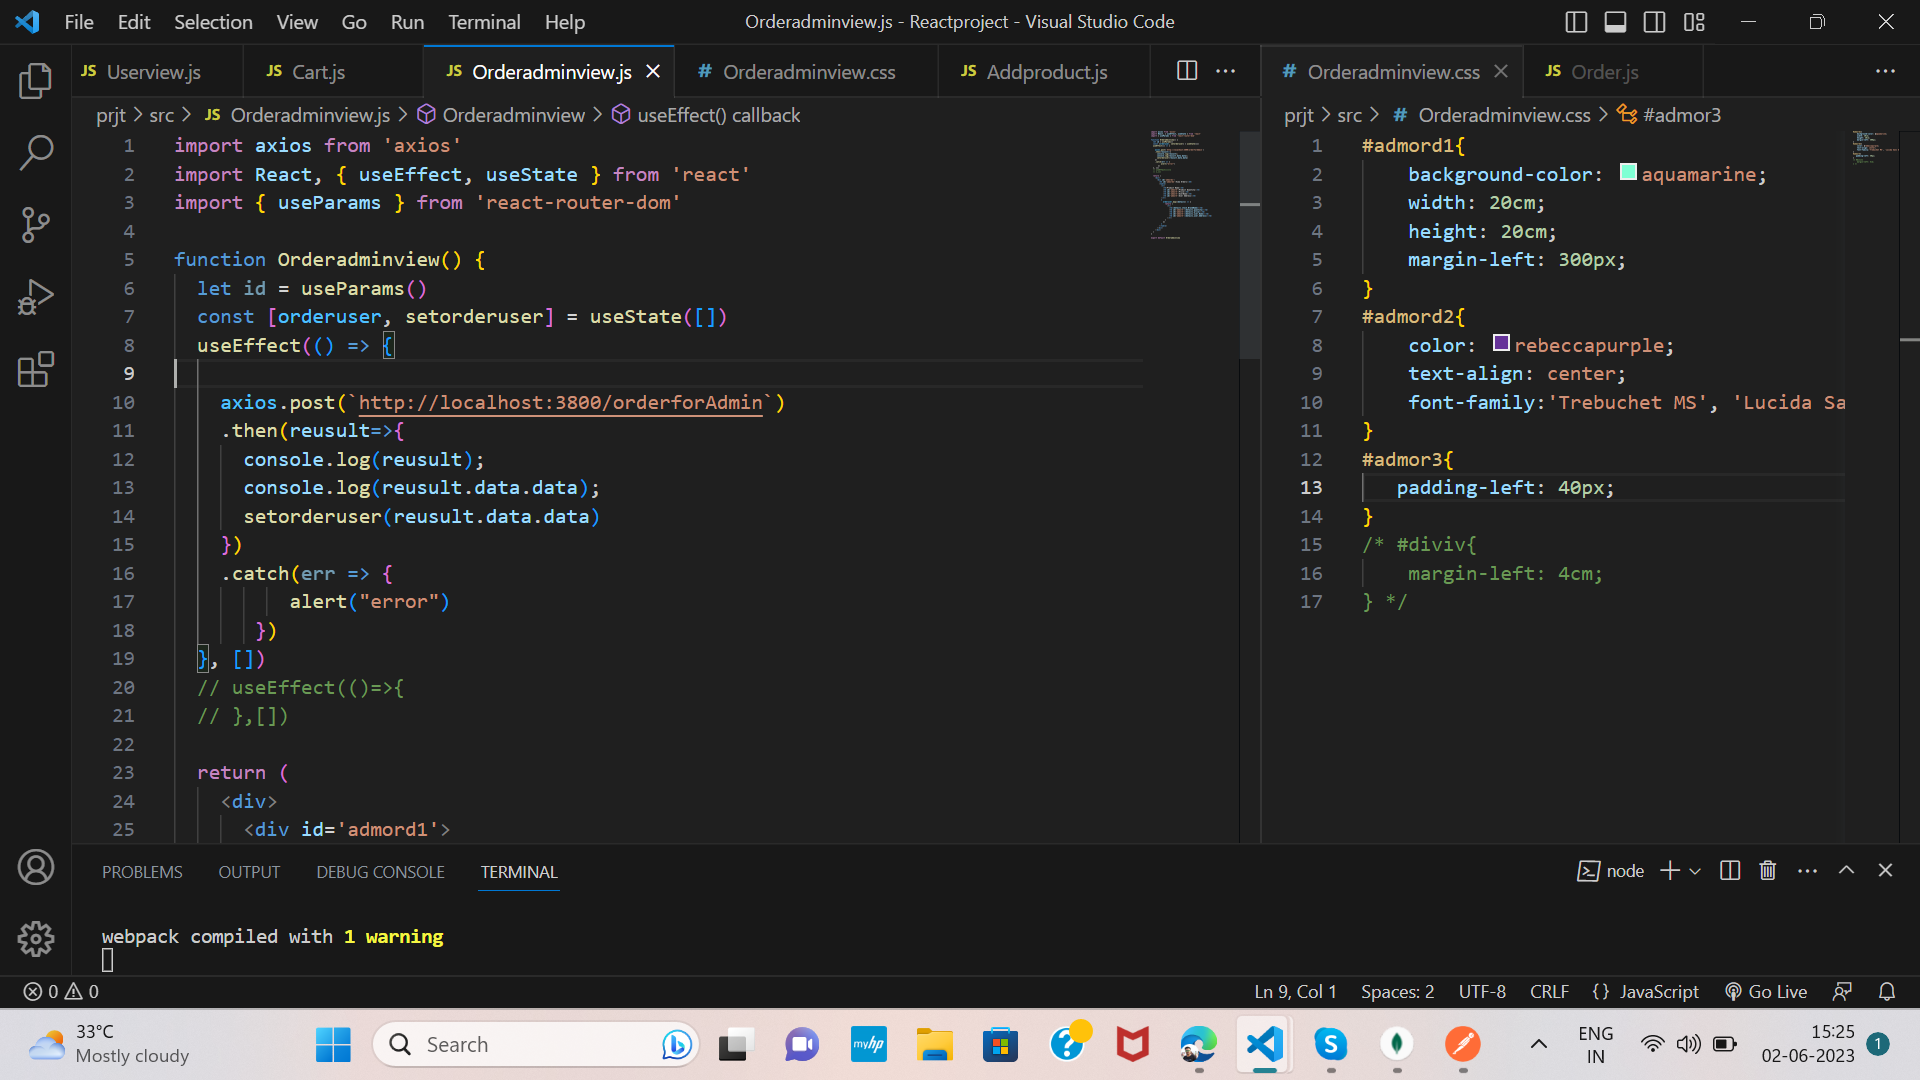 File Edit Selection View Go Run Terminal Help
Orderadminview.js - Reactproject - Visual Studio Code
JS Userview.js JS Cart.js JS Orderadminview.js # Orderadminview.css JS Addproduct.js
prjt > src > JS Orderadminview.js > Orderadminview > useEffect() callback
1 import axios from 'axios'
2 import React, { useEffect, useState } from 'react'
3 import { useParams } from 'react-router-dom'
4
5 function Orderadminview() {
6 let id = useParams()
7 const [orderuser, setorderuser] = useState([])
8 useEffect(() => {
9
10 axios.post(`http://localhost:3800/orderforAdmin`)
11 .then(reusult=>{
12 console.log(reusult);
13 console.log(reusult.data.data);
14 setorderuser(reusult.data.data)
15 })
16 .catch(err => {
17 alert("error")
18 })
19 }, [])
20 // useEffect(()=>{
21 // },[])
22
23 return (
24 <div>
25 <div id='admord1'>
# Orderadminview.css JS Order.js
prjt > src > # Orderadminview.css > #admor3
1 #admord1{
2 background-color: aquamarine;
3 width: 20cm;
4 height: 20cm;
5 margin-left: 300px;
6 }
7 #admord2{
8 color: rebeccapurple;
9 text-align: center;
10 font-family:'Trebuchet MS', 'Lucida Sa
11 }
12 #admor3{
13 padding-left: 40px;
14 }
15 /* #diviv{
16 margin-left: 4cm;
17 } */
PROBLEMS OUTPUT DEBUG CONSOLE TERMINAL
node
webpack compiled with 1 warning
0 0
Ln 9, Col 1 Spaces: 2 UTF-8 CRLF {} JavaScript Go Live
33°C
Mostly cloudy
Search
myhp
S
ENG
IN
15:25
02-06-2023
1